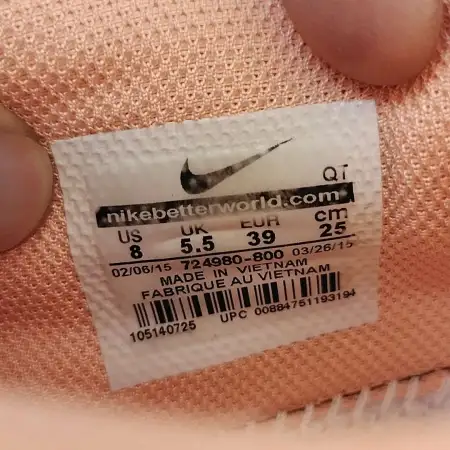 QT
nikebetterworld.com
US UK EUR cm
8 5.5 39 25
02/06/15 724980-800 03/26/15
MADE IN VIETNAM
FABRIQUE AU VIETNAM
105140725 UPC 00884751193194